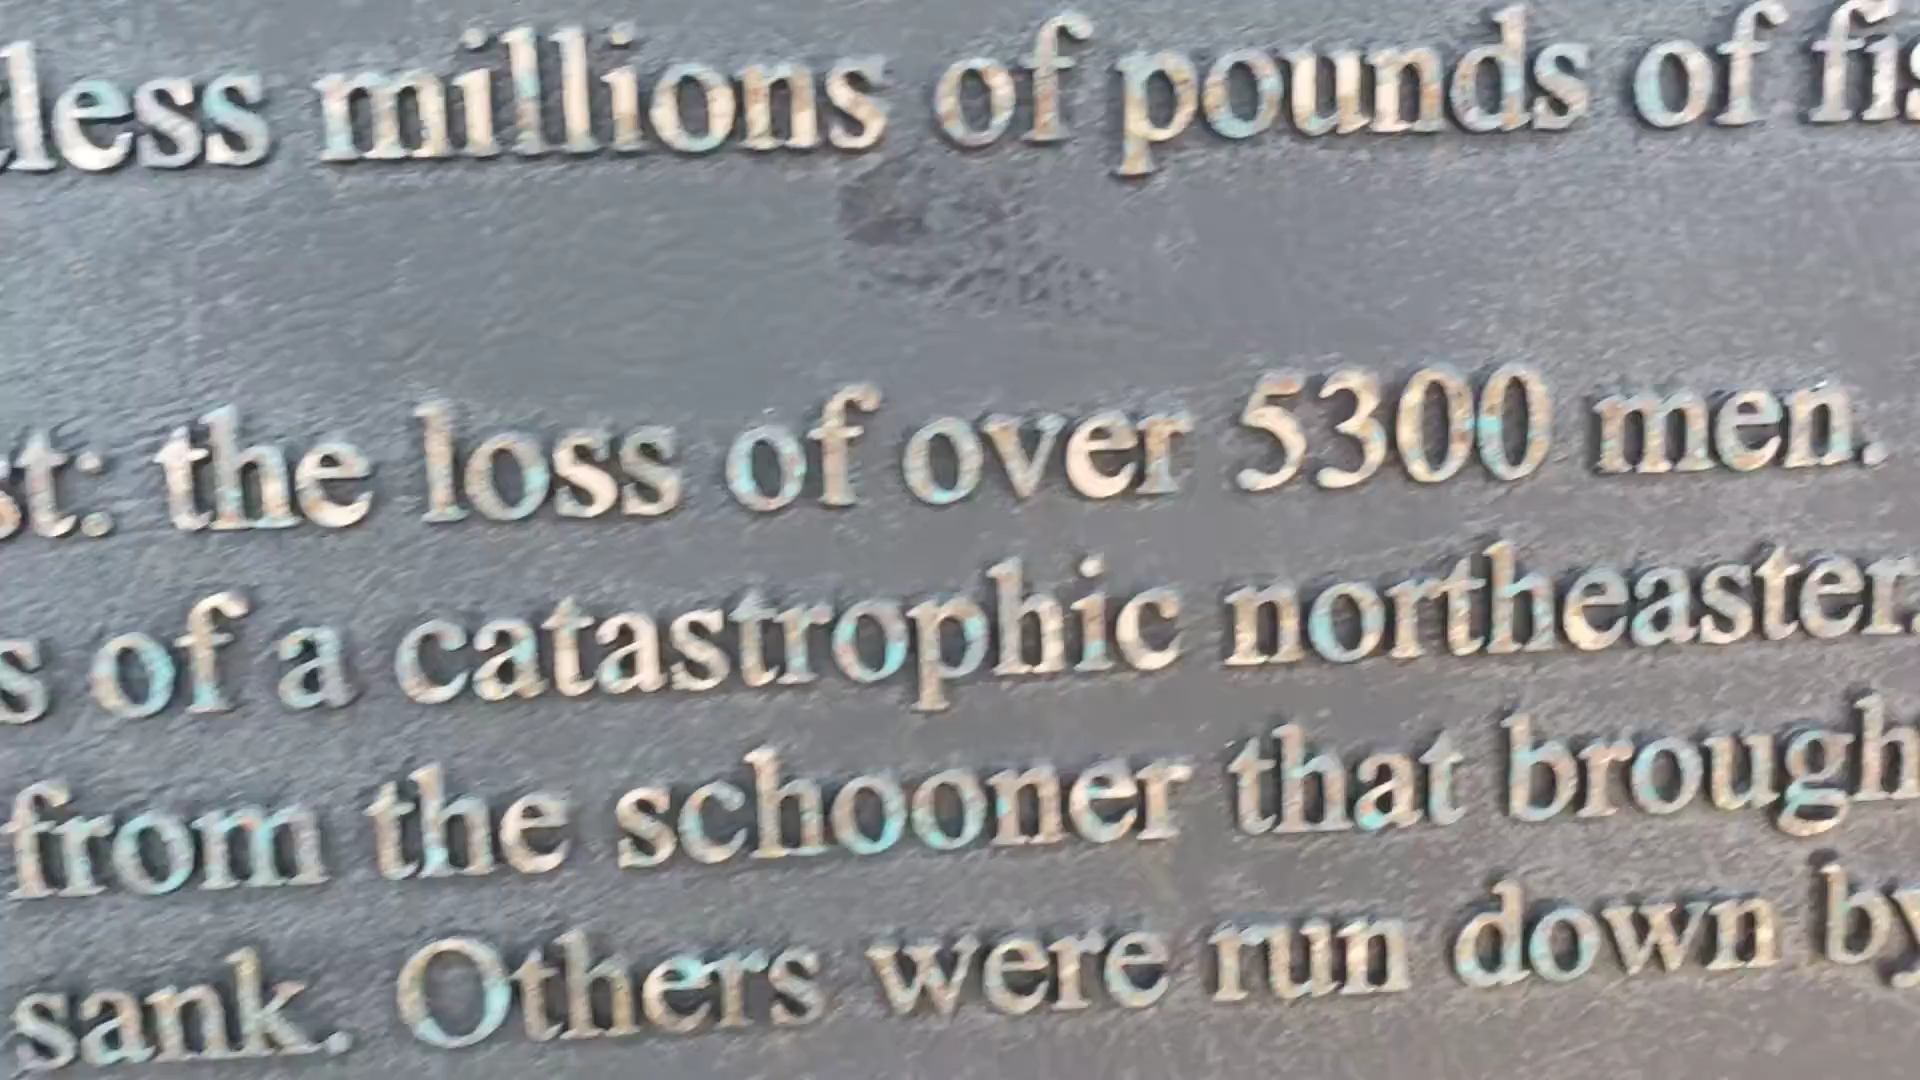 less millions of pounds of fis
st: the loss of over 5300 men.
s of a catastrophic northeaster.
from the schooner that brough
sank. Others were run down by